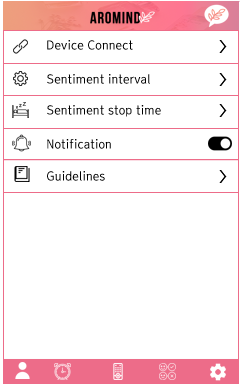 AROMIND
Device Connect
Sentiment interval
Sentiment stop time
Notification
Guidelines